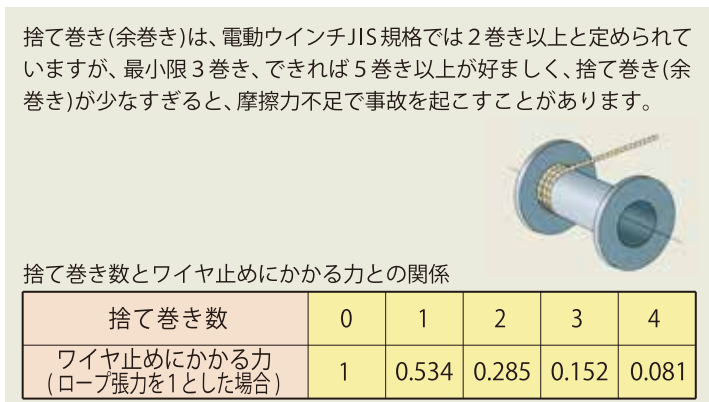 捨て巻き(余巻き)は、電動ウインチJIS規格では2巻き以上と定められて
いますが、最小限3巻き、できれば5巻き以上が好ましく、捨て巻き(余
巻き)が少なすぎると、摩擦力不足で事故を起こすことがあります。
捨て巻き数とワイヤ止めにかかる力との関係
捨て巻き数 0 1 2 3 4
ワイヤ止めにかかる力
(ロープ張力を1とした場合) 1 0.534 0.285 0.152 0.081